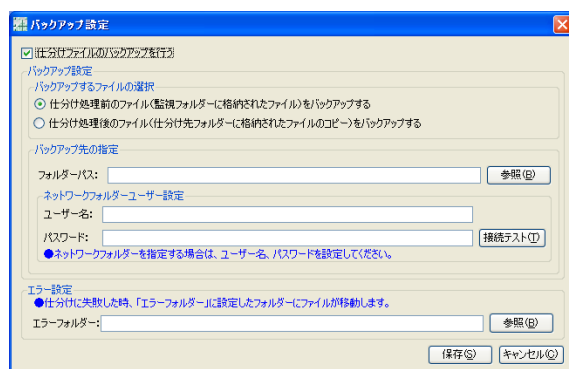 バックアップ設定
仕分けファイルのバックアップを行う
バックアップ設定
バックアップするファイルの選択
仕分け処理前のファイル(監視フォルダーに格納されたファイル)をバックアップする
仕分け処理後のファイル(仕分け先フォルダーに格納されたファイルのコピー)をバックアップする
バックアップ先の指定
フォルダーパス: 参照(B)
ネットワークフォルダーユーザー設定
ユーザー名:
パスワード: 接続テスト(T)
●ネットワークフォルダーを指定する場合は、ユーザー名、パスワードを設定してください。
エラー設定
●仕分けに失敗した時、「エラーフォルダー」に設定したフォルダーにファイルが移動します。
エラーフォルダー: 参照(B)
保存(S) キャンセル(C)